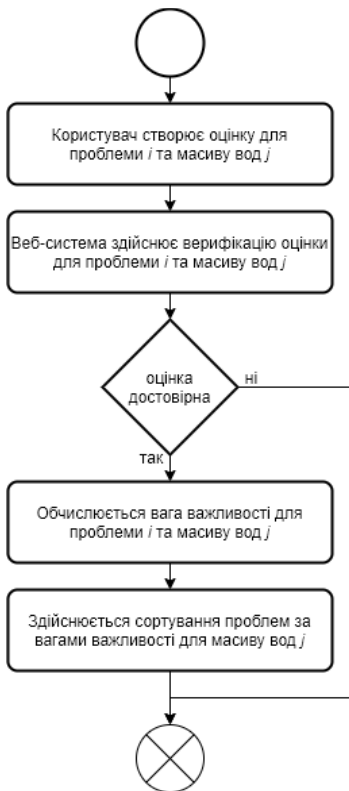 Користувач створює оцінку для
проблеми i та масиву вод j
Веб-система здійснює верифікацію оцінки
для проблеми i та масиву вод j
оцінка
достовірна
ні
так
Обчислюється вага важливості для
проблеми i та масиву вод j
Здійснюється сортування проблем за
вагами важливості для масиву вод j